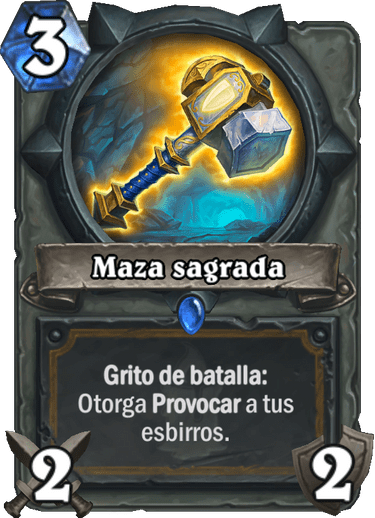 3
Maza sagrada
Grito de batalla:
Otorga Provocar a tus
esbirros.
2
2